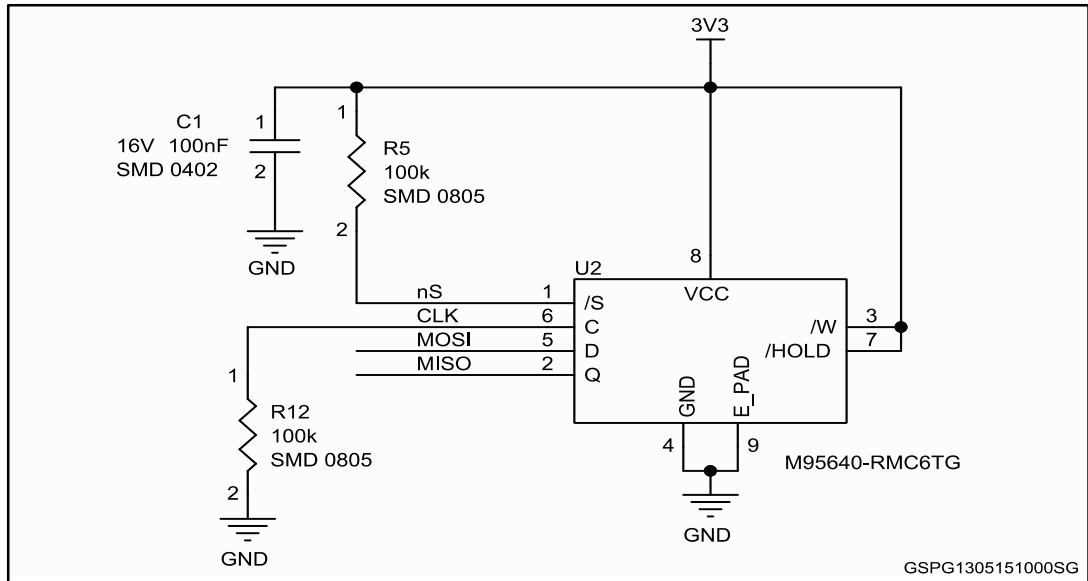 3V3
C1
16V 100nF
SMD 0402
1
2
GND
1
R5
100k
SMD 0805
2
U2
8
VCC
nS 1 /S
CLK 6 C
MOSI 5 D
MISO 2 Q
/W 3
/HOLD 7
GND
E_PAD
4
9
GND
M95640-RMC6TG
1
R12
100k
SMD 0805
2
GND
GSPG1305151000SG